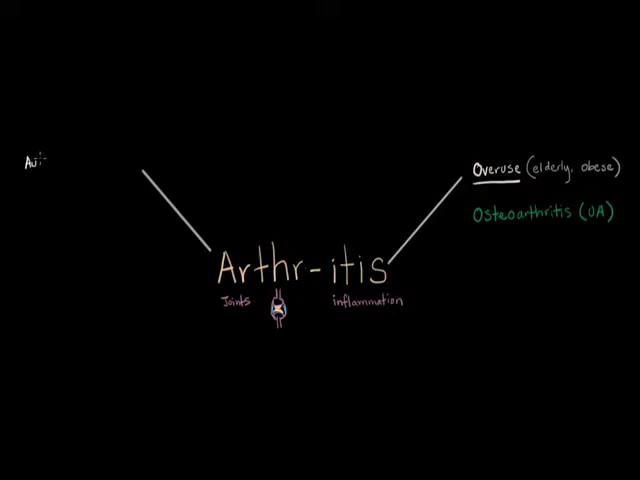 Overuse (elderly, obese)
Osteoarthritis (OA)
Arthr-itis
Joints
inflammation